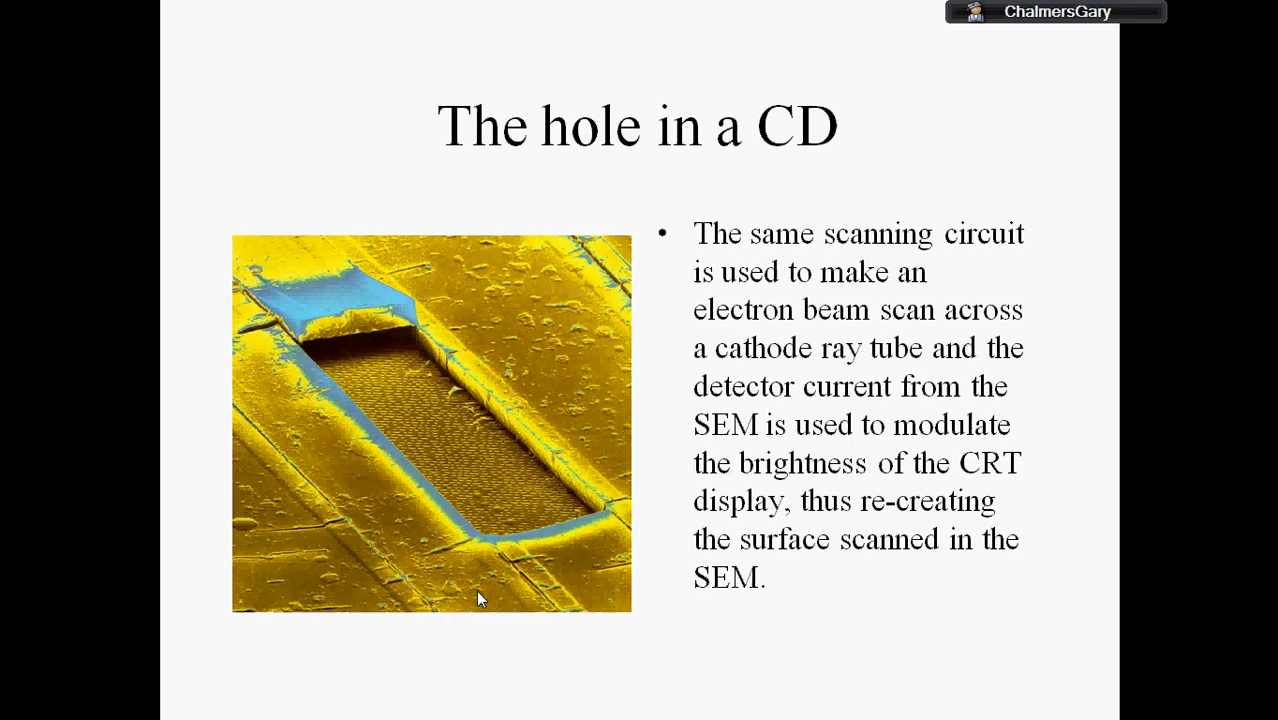 ChalmersGary
The hole in a CD
• The same scanning circuit
is used to make an
electron beam scan across
a cathode ray tube and the
detector current from the
SEM is used to modulate
the brightness of the CRT
display, thus re-creating
the surface scanned in the
SEM.